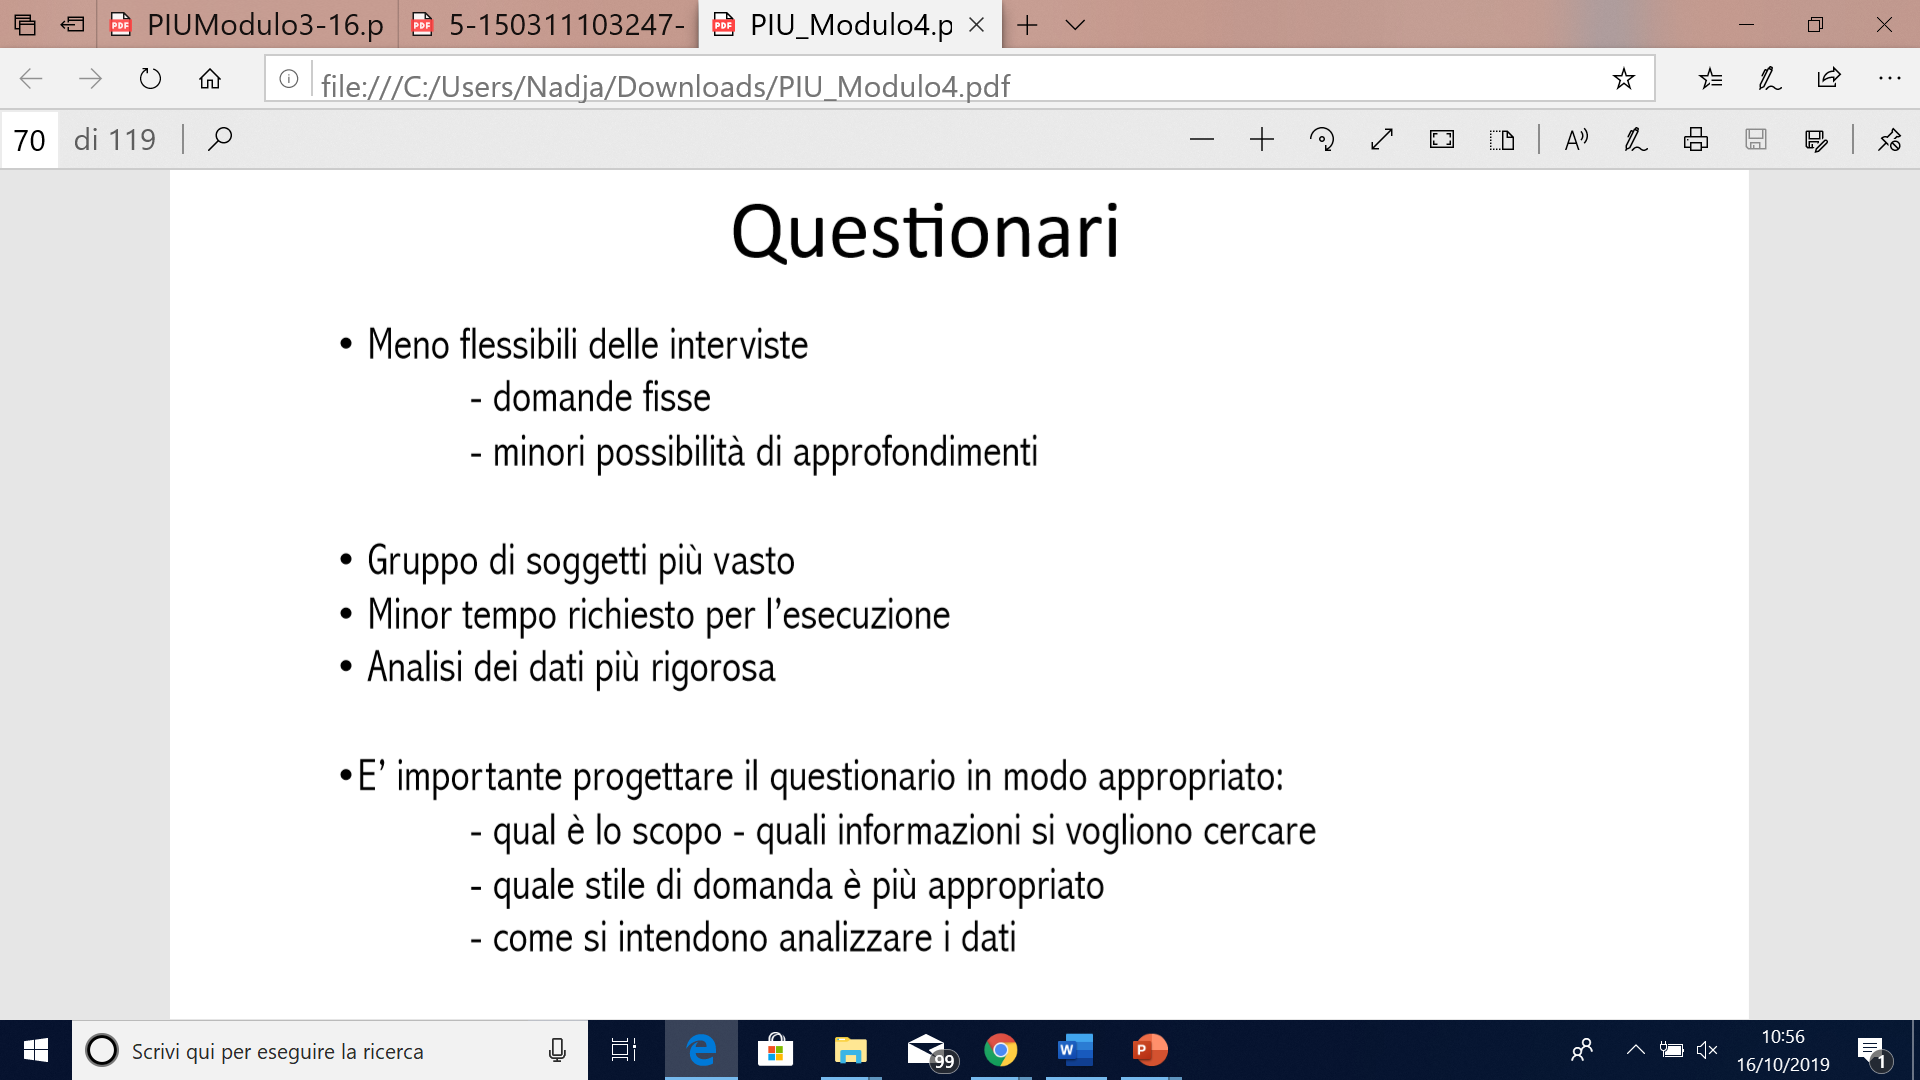 PIUModulo3-16.p
5-150311103247-
PIU_Modulo4.p
file:///C:/Users/Nadja/Downloads/PIU_Modulo4.pdf
70 di 119
Questionari
• Meno flessibili delle interviste
- domande fisse
- minori possibilità di approfondimenti
• Gruppo di soggetti più vasto
• Minor tempo richiesto per l’esecuzione
• Analisi dei dati più rigorosa
•E’ importante progettare il questionario in modo appropriato:
- qual è lo scopo - quali informazioni si vogliono cercare
- quale stile di domanda è più appropriato
- come si intendono analizzare i dati
Scrivi qui per eseguire la ricerca
99
10:56
16/10/2019
1